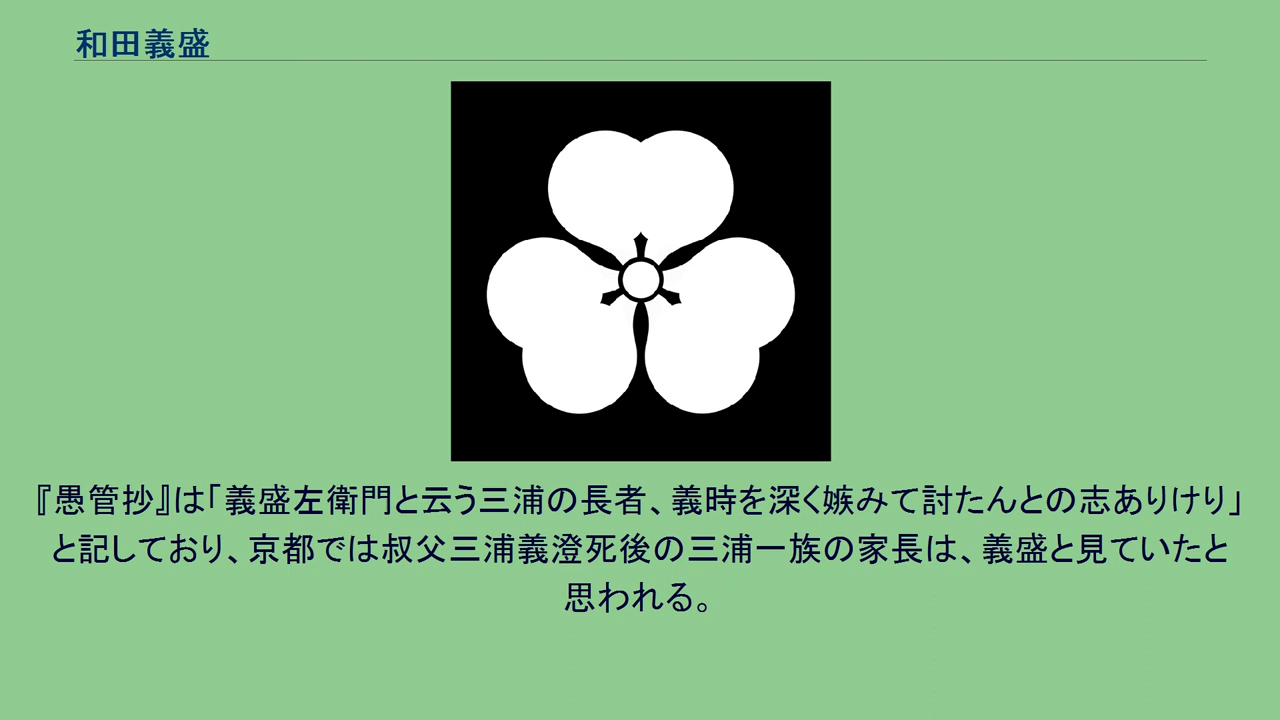 和田義盛
『愚管抄』は「義盛左衛門と云う三浦の長者、義時を深く嫉みて討たんとの志ありけり」
と記しており、京都では叔父三浦義澄死後の三浦一族の家長は、義盛と見ていたと
思われる。